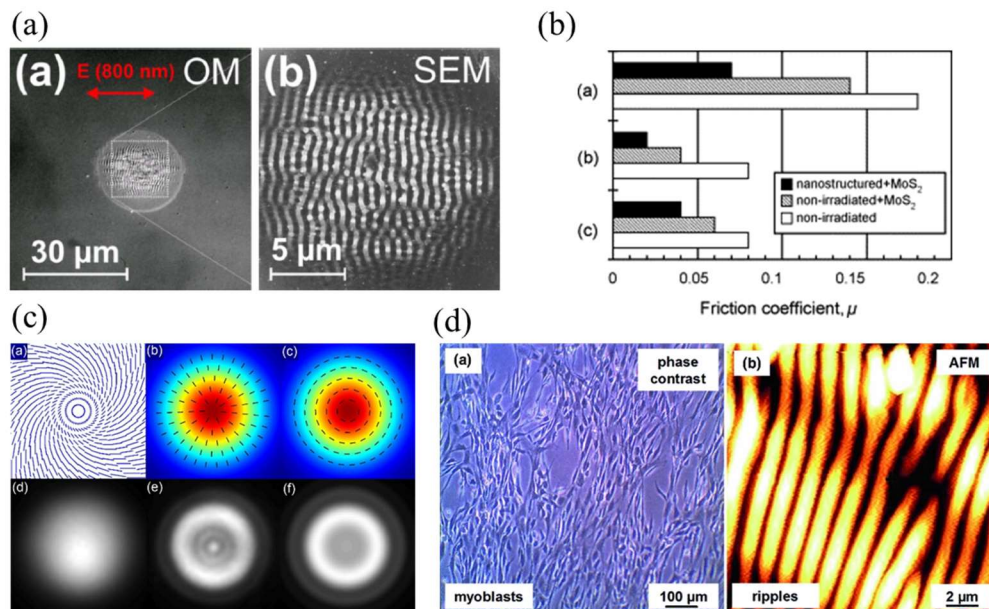 (a)
(a)
E (800 nm)
OM
30 µm
(b)
SEM
5 µm
(b)
(a)
(b)
(c)
nanostructured+MoS2
non-irradiated+MoS2
non-irradiated
0 0.05 0.1 0.15 0.2
Friction coefficient, µ
(c)
(a)
(b)
(c)
(d)
(e)
(f)
(d)
(a)
phase
contrast
myoblasts
100 µm
(b)
AFM
ripples
2 µm